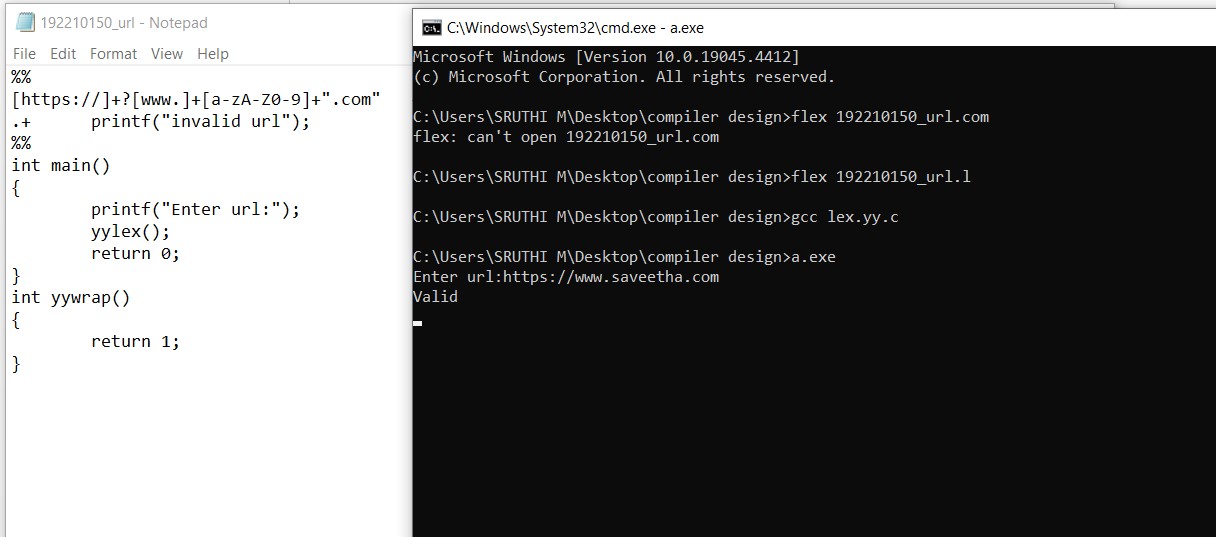 192210150_url - Notepad
File Edit Format View Help
%%
[https://]+?[www.]+[a-zA-Z0-9]+".com"
.+ printf("invalid url");
%%
int main()
{
printf("Enter url:");
yylex();
return 0;
}
int yywrap()
{
return 1;
}
C:\Windows\System32\cmd.exe - a.exe
Microsoft Windows [Version 10.0.19045.4412]
(c) Microsoft Corporation. All rights reserved.
C:\Users\SRUTHI M\Desktop\compiler design>flex 192210150_url.com
flex: can't open 192210150_url.com
C:\Users\SRUTHI M\Desktop\compiler design>flex 192210150_url.l
C:\Users\SRUTHI M\Desktop\compiler design>gcc lex.yy.c
C:\Users\SRUTHI M\Desktop\compiler design>a.exe
Enter url:https://www.saveetha.com
Valid